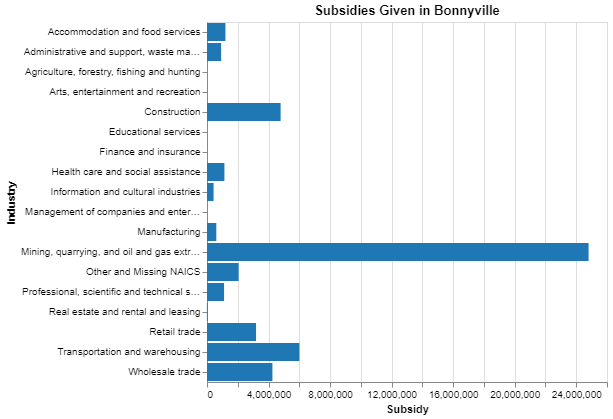 Subsidies Given in Bonnyville
Industry
Accommodation and food services
Administrative and support, waste ma…
Agriculture, forestry, fishing and hunting
Arts, entertainment and recreation
Construction
Educational services
Finance and insurance
Health care and social assistance
Information and cultural industries
Management of companies and enter…
Manufacturing
Mining, quarrying, and oil and gas extr…
Other and Missing NAICS
Professional, scientific and technical s…
Real estate and rental and leasing
Retail trade
Transportation and warehousing
Wholesale trade
0 4,000,000 8,000,000 12,000,000 16,000,000 20,000,000 24,000,000
Subsidy